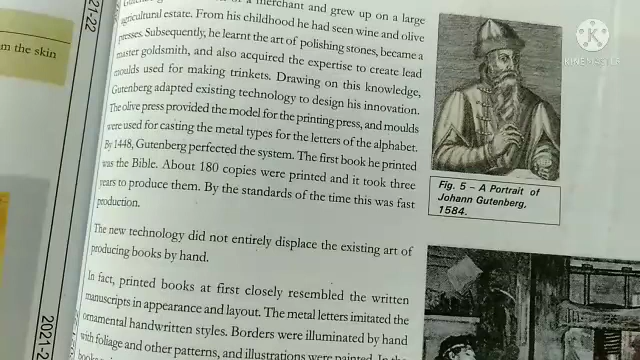 merchant and grew up on a large
agricultural estate. From his childhood he had seen wine and olive
presses. Subsequently, he learnt the art of polishing stones, became a
master goldsmith, and also acquired the expertise to create lead
moulds used for making trinkets. Drawing on this knowledge,
Gutenberg adapted existing technology to design his innovation.
The olive press provided the model for the printing press, and moulds
were used for casting the metal types for the letters of the alphabet.
By 1448, Gutenberg perfected the system. The first book he printed
was the Bible. About 180 copies were printed and it took three
years to produce them. By the standards of the time this was fast
production.
The new technology did not entirely displace the existing art of
producing books by hand.
In fact, printed books at first closely resembled the written
manuscripts in appearance and layout. The metal letters imitated the
ornamental handwritten styles. Borders were illuminated by hand
with foliage and other patterns, and illustrations were painted. In the
Fig. 5 – A Portrait of
Johann Gutenberg,
1584.
m the skin
21-22
2021-2
KINEMASTER